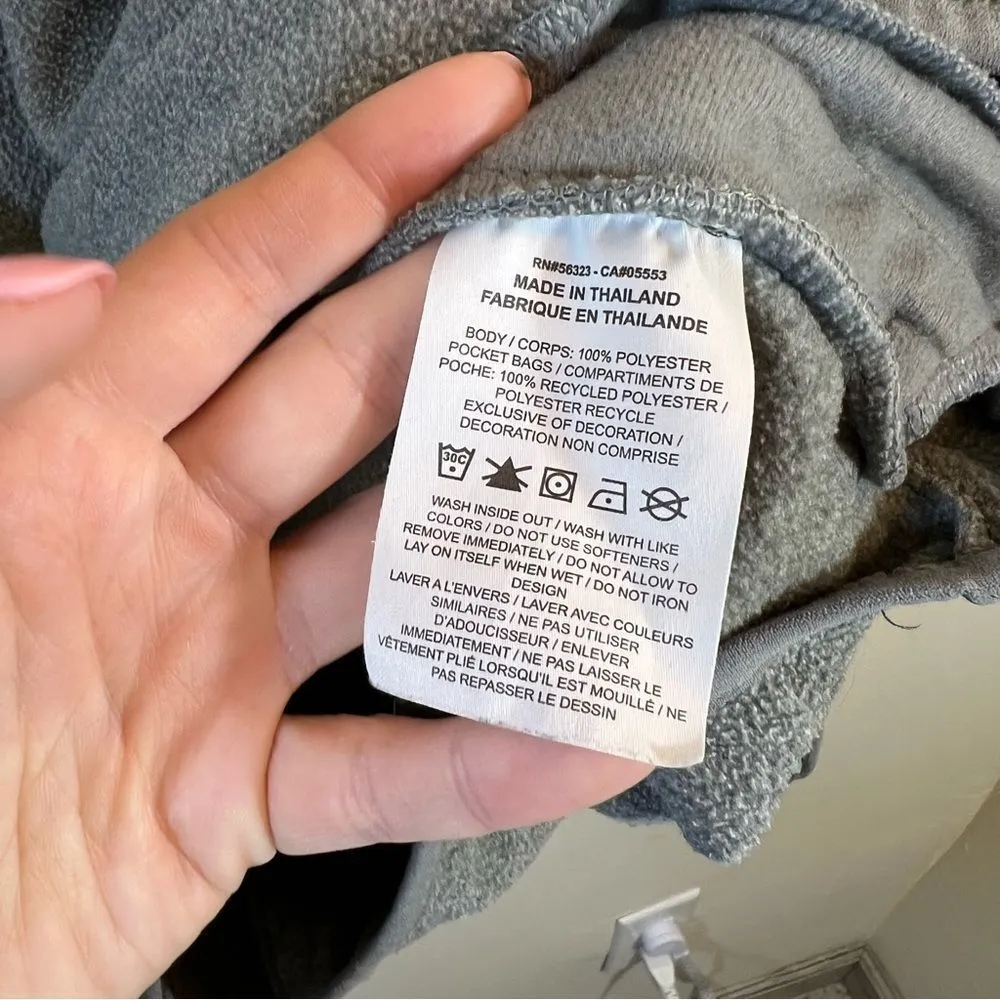 RN#56323 - CA#05553
MADE IN THAILAND
FABRIQUE EN THAILANDE
BODY / CORPS: 100% POLYESTER
POCKET BAGS / COMPARTIMENTS DE
POCHE: 100% RECYCLED POLYESTER /
POLYESTER RECYCLE
EXCLUSIVE OF DECORATION /
DECORATION NON COMPRISE
30C
WASH INSIDE OUT / WASH WITH LIKE
COLORS / DO NOT USE SOFTENERS /
REMOVE IMMEDIATELY / DO NOT ALLOW TO
LAY ON ITSELF WHEN WET / DO NOT IRON
DESIGN
LAVER A L'ENVERS / LAVER AVEC COULEURS
SIMILAIRES / NE PAS UTILISER
D'ADOUCISSEUR / ENLEVER
IMMEDIATEMENT / NE PAS LAISSER LE
VÊTEMENT PLIÉ LORSQU'IL EST MOUILLÉ / NE
PAS REPASSER LE DESSIN